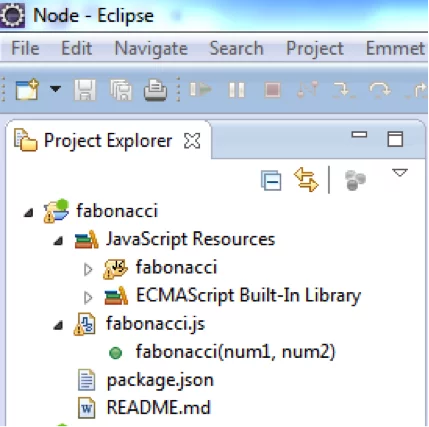 Node - Eclipse
File Edit Navigate Search Project Emmet
Project Explorer
fabonacci
JavaScript Resources
fabonacci
ECMAScript Built-In Library
fabonacci.js
fabonacci(num1, num2)
package.json
README.md